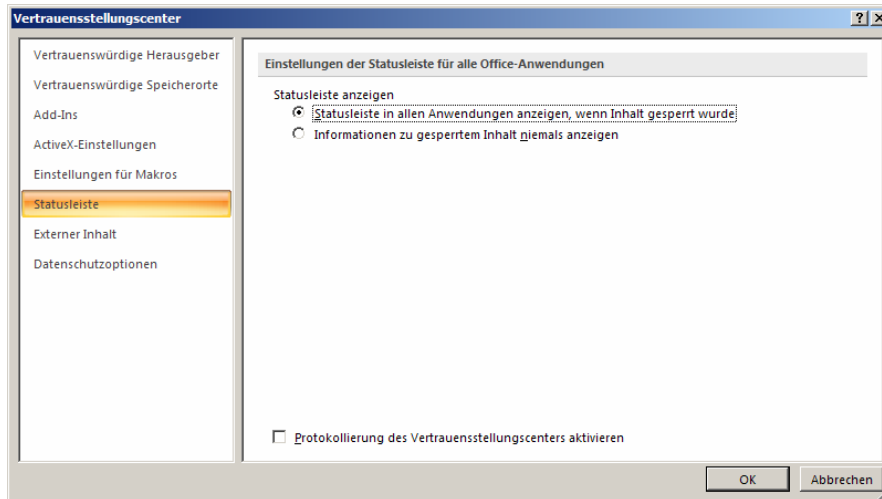 Vertrauensstellungscenter
Vertrauenswürdige Herausgeber
Vertrauenswürdige Speicherorte
Add-Ins
ActiveX-Einstellungen
Einstellungen für Makros
Statusleiste
Externer Inhalt
Datenschutzoptionen
Einstellungen der Statusleiste für alle Office-Anwendungen
Statusleiste anzeigen
Statusleiste in allen Anwendungen anzeigen, wenn Inhalt gesperrt wurde
Informationen zu gesperrtem Inhalt niemals anzeigen
Protokollierung des Vertrauensstellungscenters aktivieren
OK
Abbrechen